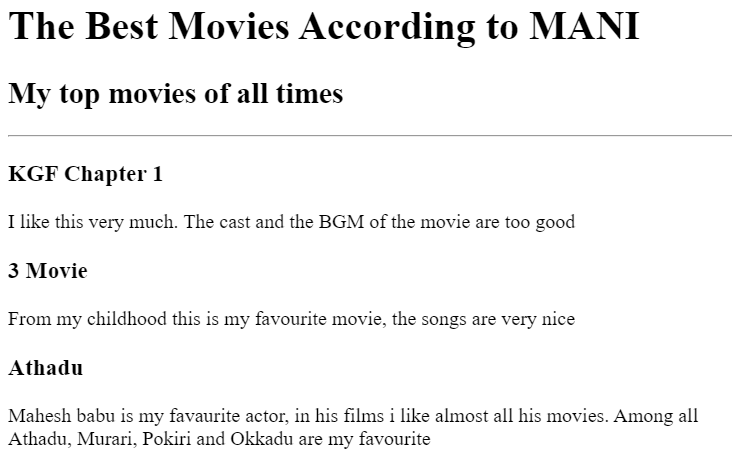 The Best Movies According to MANI
My top movies of all times
KGF Chapter 1
I like this very much. The cast and the BGM of the movie are too good
3 Movie
From my childhood this is my favourite movie, the songs are very nice
Athadu
Mahesh babu is my favaurite actor, in his films i like almost all his movies. Among all
Athadu, Murari, Pokiri and Okkadu are my favourite